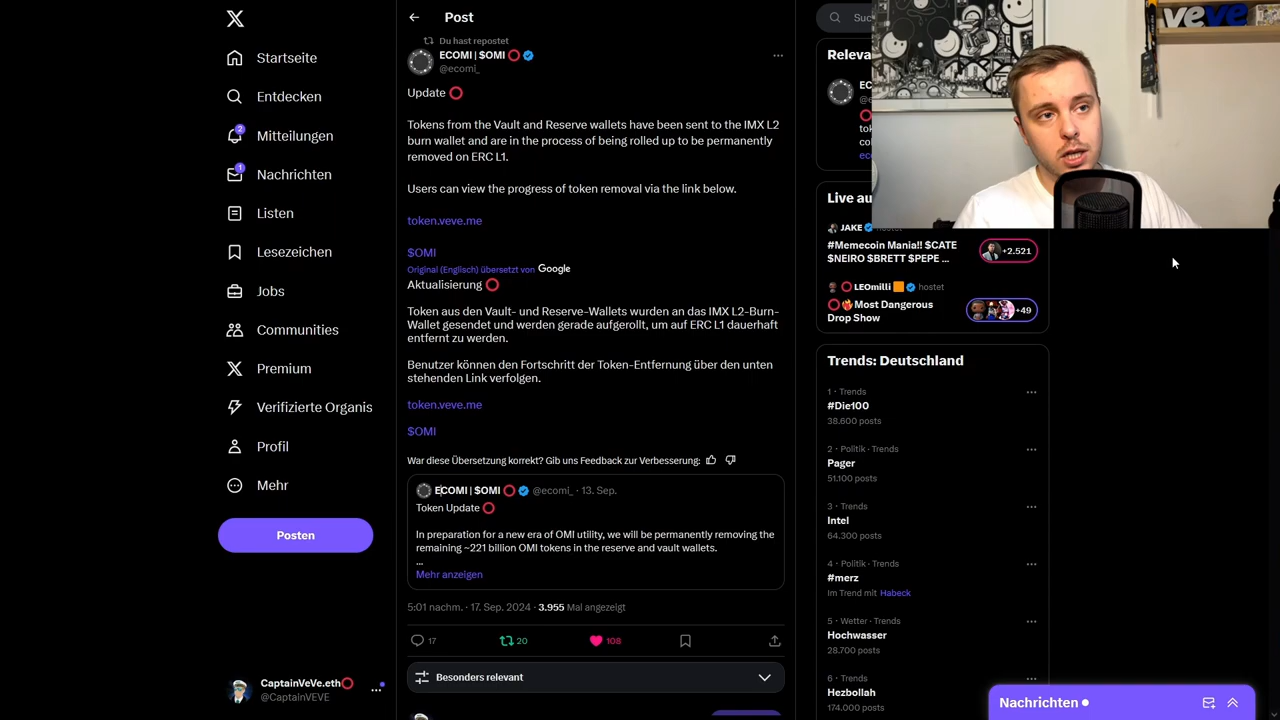 Startseite
Entdecken
2
Mitteilungen
1
Nachrichten
Listen
Lesezeichen
Jobs
Communities
Premium
Verifizierte Organis
Profil
Mehr
Posten
CaptainVeVe.eth⭕
@CaptainVEVE
Post
Du hast repostet
ECOMI | $OMI ⭕
@ecomi_
Update ⭕
Tokens from the Vault and Reserve wallets have been sent to the IMX L2
burn wallet and are in the process of being rolled up to be permanently
removed on ERC L1.
Users can view the progress of token removal via the link below.
token.veve.me
$OMI
Original (Englisch) übersetzt von Google
Aktualisierung ⭕
Token aus den Vault- und Reserve-Wallets wurden an das IMX L2-Burn-
Wallet gesendet und werden gerade aufgerollt, um auf ERC L1 dauerhaft
entfernt zu werden.
Benutzer können den Fortschritt der Token-Entfernung über den unten
stehenden Link verfolgen.
token.veve.me
$OMI
War diese Übersetzung korrekt? Gib uns Feedback zur Verbesserung:
ECOMI | $OMI ⭕ @ecomi_ · 13. Sep.
Token Update ⭕
In preparation for a new era of OMI utility, we will be permanently removing the
remaining ~221 billion OMI tokens in the reserve and vault wallets.
...
Mehr anzeigen
5:01 nachm. · 17. Sep. 2024 · 3.955 Mal angezeigt
17
20
108
Besonders relevant
Suc
Releva
EC
@e
tok
col
ec
Live au
JAKE hostet
#Memecoin Mania!! $CATE
$NEIRO $BRETT $PEPE ...
+2.521
⭕ LEOmilli 🟧 hostet
⭕❤️‍🔥Most Dangerous
Drop Show
+49
Trends: Deutschland
1 · Trends
#Die100
38.600 posts
2 · Politik · Trends
Pager
51.100 posts
3 · Trends
Intel
64.300 posts
4 · Politik · Trends
#merz
Im Trend mit Habeck
5 · Wetter · Trends
Hochwasser
28.700 posts
6 · Trends
Hezbollah
174.000 posts
Nachrichten
veve